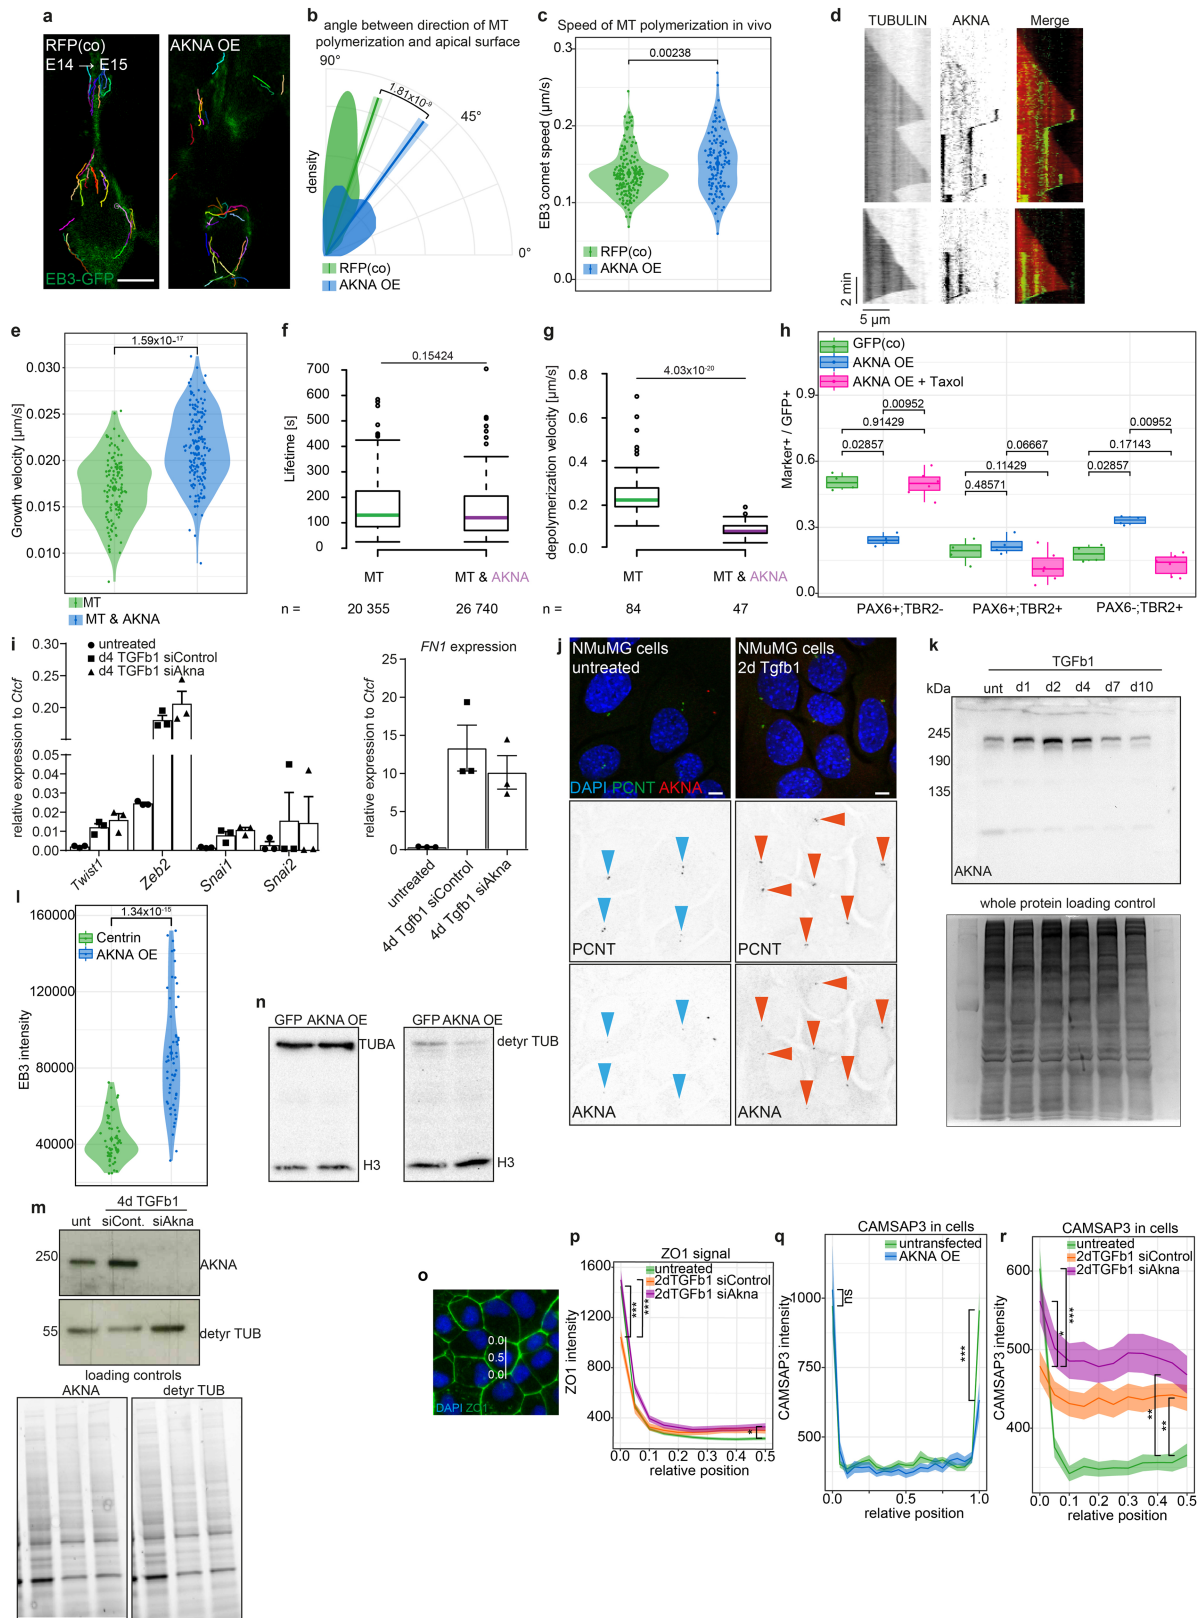 a
RFP(co)
E14 → E15
AKNA OE
EB3-GFP
b
angle between direction of MT
polymerization and apical surface
90°
1.81x10-9
45°
density
0°
RFP(co)
AKNA OE
c
Speed of MT polymerization in vivo
0.00238
EB3 comet speed (µm/s)
0.3
0.2
0.1
0.0
RFP(co)
AKNA OE
d
TUBULIN
AKNA
Merge
2 min
5 µm
e
1.59x10-17
Growth velocity [µm/s]
0.030
0.025
0.020
0.015
0.010
MT
MT & AKNA
f
0.15424
Lifetime [s]
700
600
500
400
300
200
100
0
MT
MT & AKNA
n =
20 355
26 740
g
4.03x10-20
depolymerization velocity [µm/s]
0.8
0.6
0.4
0.2
0.0
MT
MT & AKNA
n =
84
47
h
GFP(co)
AKNA OE
AKNA OE + Taxol
Marker+ / GFP+
0.9
0.6
0.3
0.0
0.00952
0.91429
0.02857
0.06667
0.11429
0.48571
0.00952
0.17143
0.02857
PAX6+;TBR2-
PAX6+;TBR2+
PAX6-;TBR2+
i
untreated
d4 TGFb1 siControl
d4 TGFb1 siAkna
relative expression to Ctcf
0.30
0.25
0.20
0.15
0.05
0.04
0.03
0.02
0.01
0.00
Twist1
Zeb2
Snai1
Snai2
FN1 expression
relative expression to Ctcf
25
20
15
10
5
0
untreated
4d Tgfb1 siControl
4d Tgfb1 siAkna
j
NMuMG cells
untreated
NMuMG cells
2d Tgfb1
DAPI PCNT AKNA
PCNT
PCNT
AKNA
AKNA
k
TGFb1
kDa
unt
d1
d2
d4
d7
d10
245
190
135
AKNA
whole protein loading control
l
1.34x10-15
Centrin
AKNA OE
EB3 intensity
160000
120000
80000
40000
m
4d TGFb1
unt
siCont.
siAkna
250
AKNA
55
detyr TUB
loading controls
AKNA
detyr TUB
n
GFP AKNA OE
TUBA
H3
GFP AKNA OE
detyr TUB
H3
o
0.0
0.5
0.0
DAPI ZO1
p
ZO1 signal
untreated
2dTGFb1 siControl
2dTGFb1 siAkna
ZO1 intensity
1600
1200
800
400
***
***
*
0.0 0.1 0.2 0.3 0.4 0.5
relative position
q
CAMSAP3 in cells
untransfected
AKNA OE
CAMSAP3 intensity
1000
750
500
ns
***
0.0
0.5
1.0
relative position
r
CAMSAP3 in cells
untreated
2dTGFb1 siControl
2dTGFb1 siAkna
CAMSAP3 intensity
600
500
400
*
***
**
**
0.0 0.1 0.2 0.3 0.4 0.5
relative position